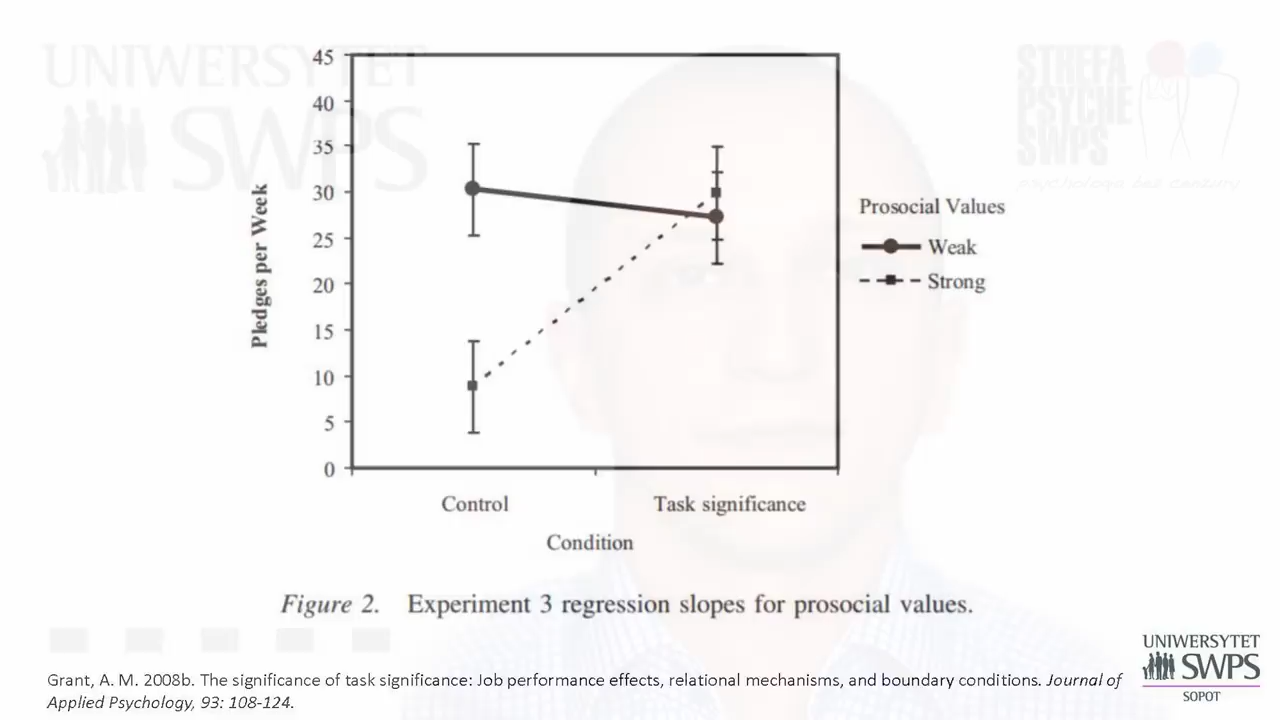 UNIWERSYTET
SWPS
STREFA
PSYCHE
SWPS
45
40
35
30
25
20
15
10
5
0
Pledges per Week
Control
Task significance
Condition
Prosocial Values
Weak
Strong
Figure 2. Experiment 3 regression slopes for prosocial values.
Grant, A. M. 2008b. The significance of task significance: Job performance effects, relational mechanisms, and boundary conditions. Journal of
Applied Psychology, 93: 108-124.
UNIWERSYTET
SWPS
SOPOT